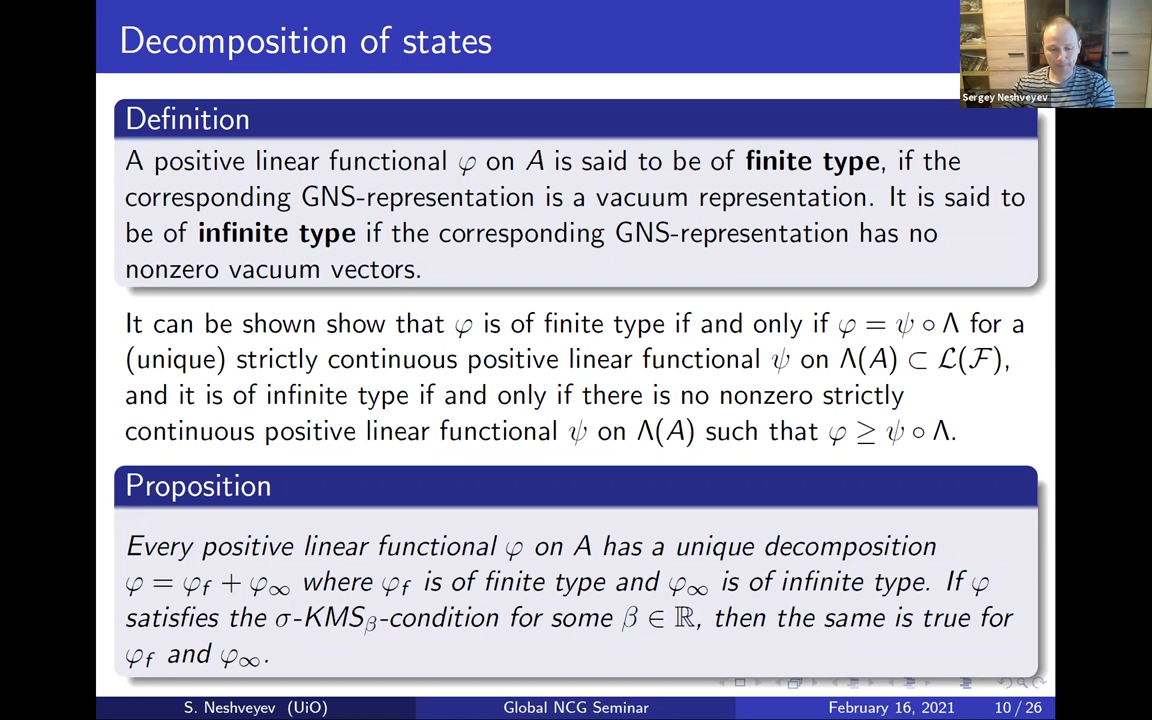 Decomposition of states
Sergey Neshveyev
Definition
A positive linear functional φ on A is said to be of finite type, if the
corresponding GNS-representation is a vacuum representation. It is said to
be of infinite type if the corresponding GNS-representation has no
nonzero vacuum vectors.
It can be shown show that φ is of finite type if and only if φ = ψ ∘ Λ for a
(unique) strictly continuous positive linear functional ψ on Λ(A) ⊂ ℒ(ℱ),
and it is of infinite type if and only if there is no nonzero strictly
continuous positive linear functional ψ on Λ(A) such that φ ≥ ψ ∘ Λ.
Proposition
Every positive linear functional φ on A has a unique decomposition
φ = φ_f + φ_∞ where φ_f is of finite type and φ_∞ is of infinite type. If φ
satisfies the σ-KMS_β-condition for some β ∈ ℝ, then the same is true for
φ_f and φ_∞.
S. Neshveyev (UiO) Global NCG Seminar February 16, 2021 10 / 26